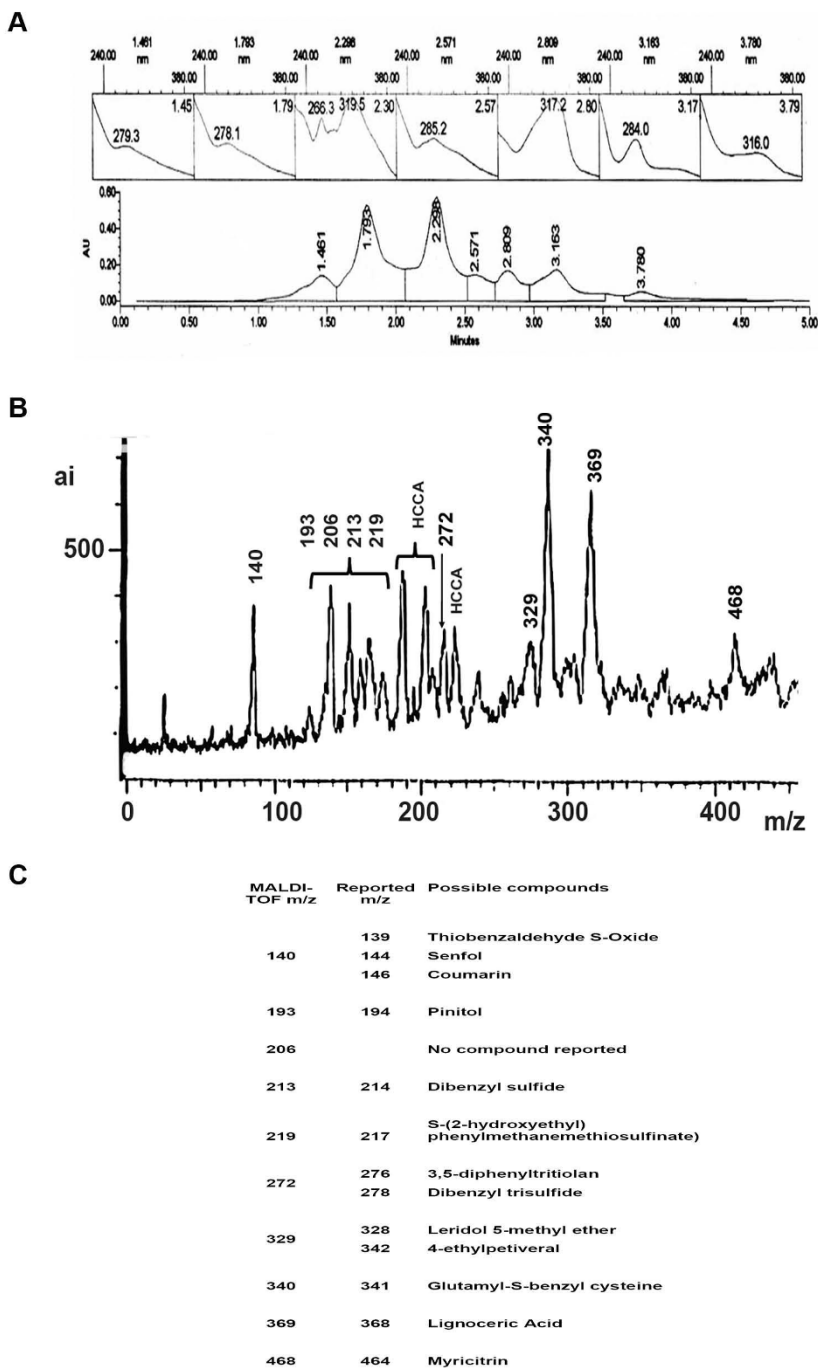 A
1.461 1.793 2.298 2.571 2.809 3.163 3.780
240.00 nm 240.00 nm 240.00 nm 240.00 nm 240.00 nm 240.00 nm 240.00 nm
380.00 380.00 380.00 380.00 380.00 380.00 380.00
1.45 1.79 266.3 319.5 2.30 2.57 317.2 2.80 3.17 3.79
279.3 278.1 285.2 284.0 316.0
0.60
0.40
0.20
0.00
AU
1.461 1.793 2.298 2.571 2.809 3.163 3.780
0.00 0.50 1.00 1.50 2.00 2.50 3.00 3.50 4.00 4.50 5.00
Minutes
B
ai
500
140 193 206 213 219 HCCA 272 HCCA 329 340 369 468
0 100 200 300 400
m/z
C
MALDI- Reported Possible compounds
TOF m/z m/z
139 Thiobenzaldehyde S-Oxide
140 144 Senfol
146 Coumarin
193 194 Pinitol
206 No compound reported
213 214 Dibenzyl sulfide
S-(2-hydroxyethyl)
219 217 phenylmethanemethiosulfinate)
276 3,5-diphenyltritiolan
272
278 Dibenzyl trisulfide
328 Leridol 5-methyl ether
329
342 4-ethylpetiveral
340 341 Glutamyl-S-benzyl cysteine
369 368 Lignoceric Acid
468 464 Myricitrin